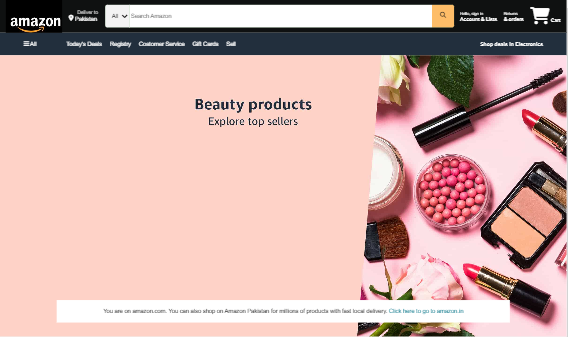 amazon
Deliver to
Pakistan
All
Search Amazon
Hello, sign in
Account & Lists
Returns
& orders
Cart
All
Today's Deals
Registry
Customer Service
Gift Cards
Sell
Shop deals in Electronics
Beauty products
Explore top sellers
You are on amazon.com. You can also shop on Amazon Pakistan for millions of products with fast local delivery. Click here to go to amazon.in